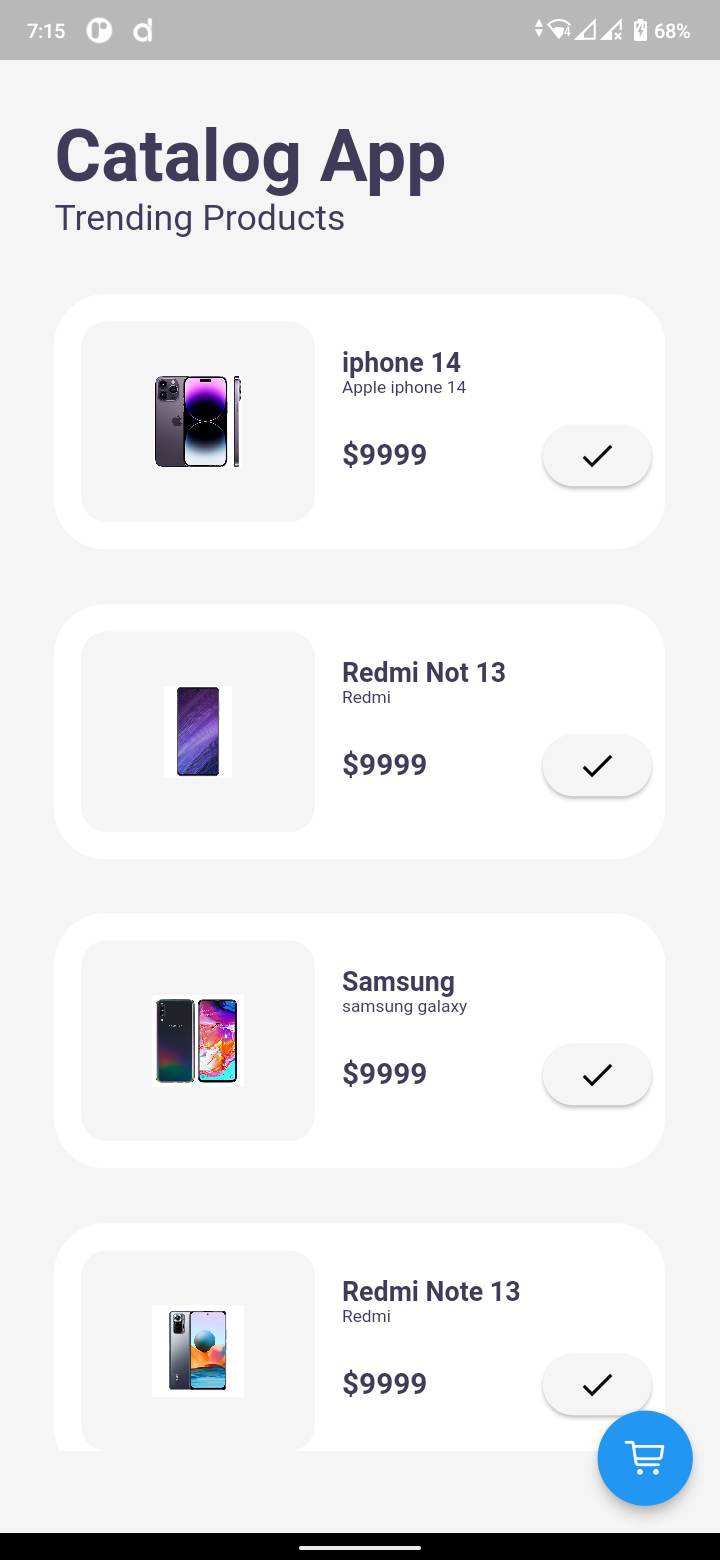 7:15
4
68%
Catalog App
Trending Products
iphone 14
Apple iphone 14
$9999
Redmi Not 13
Redmi
$9999
Samsung
samsung galaxy
$9999
Redmi Note 13
Redmi
$9999